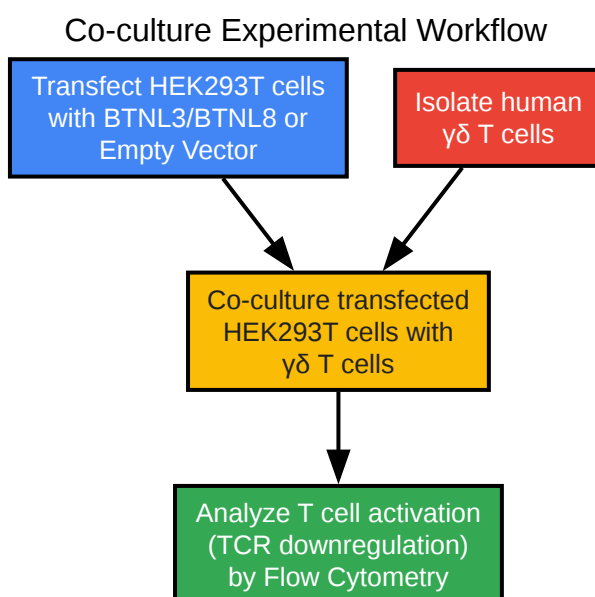 Co-culture Experimental Workflow
Transfect HEK293T cells
with BTNL3/BTNL8 or
Empty Vector
Isolate human
γδ T cells
Co-culture transfected
HEK293T cells with
γδ T cells
Analyze T cell activation
(TCR downregulation)
by Flow Cytometry